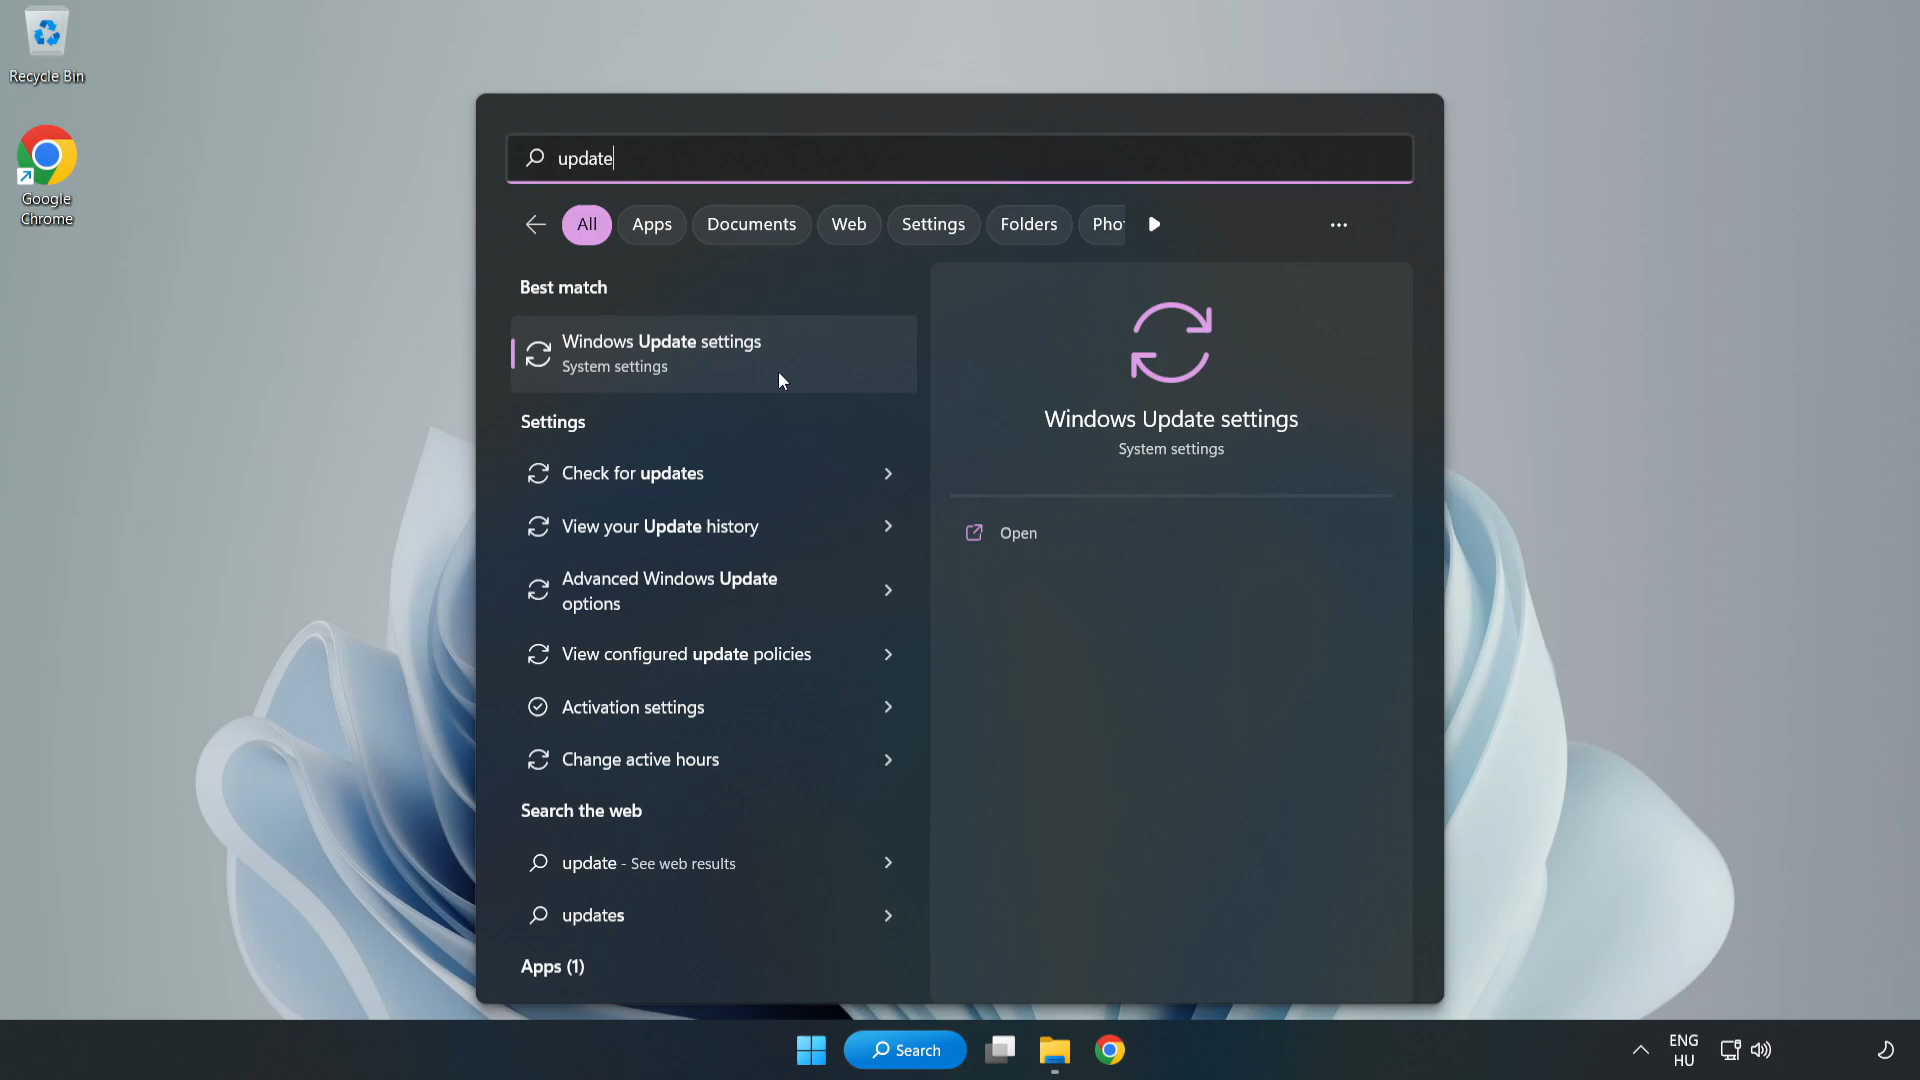 Recycle Bin
Google
Chrome
update
All
Apps
Documents
Web
Settings
Folders
Pho
Best match
Windows Update settings
System settings
Settings
Check for updates
View your Update history
Advanced Windows Update
options
View configured update policies
Activation settings
Change active hours
Search the web
update - See web results
updates
Apps (1)
Windows Update settings
System settings
Open
Search
ENG
HU